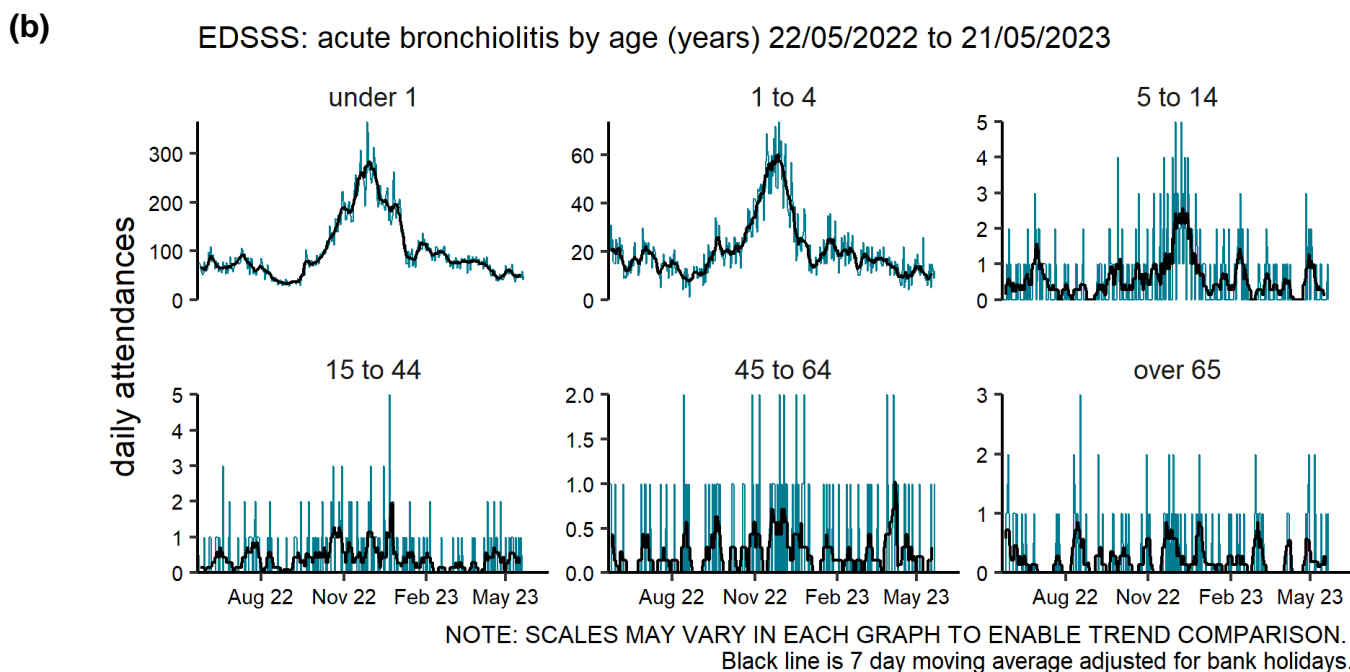 (b)
EDSSS: acute bronchiolitis by age (years) 22/05/2022 to 21/05/2023
daily attendances
under 1
300
200
100
0
1 to 4
60
40
20
0
5 to 14
5
4
3
2
1
0
15 to 44
5
4
3
2
1
0
Aug 22 Nov 22 Feb 23 May 23
45 to 64
2.0
1.5
1.0
0.5
0.0
Aug 22 Nov 22 Feb 23 May 23
over 65
3
2
1
0
Aug 22 Nov 22 Feb 23 May 23
NOTE: SCALES MAY VARY IN EACH GRAPH TO ENABLE TREND COMPARISON.
Black line is 7 day moving average adjusted for bank holidays.